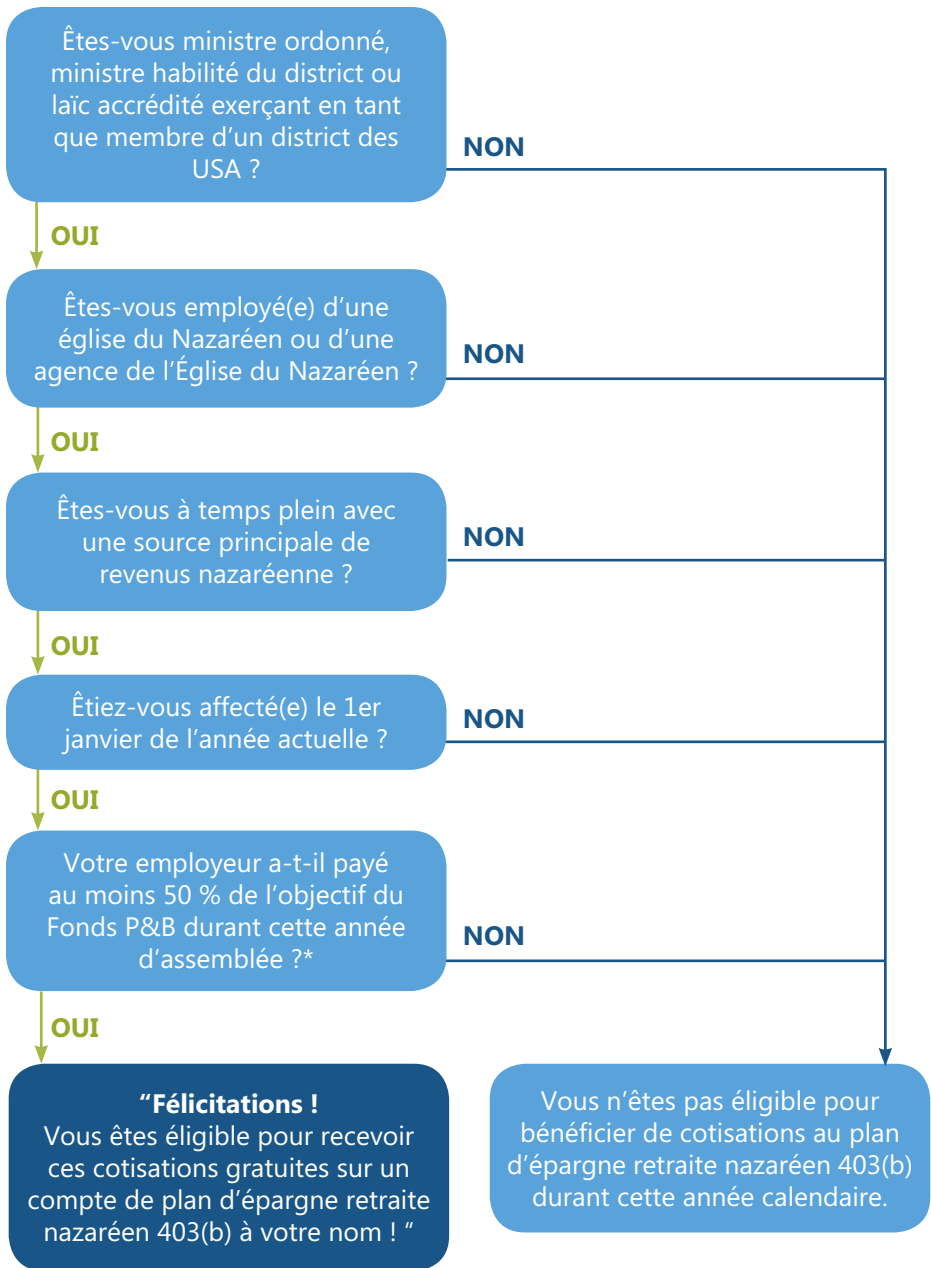 Êtes-vous ministre ordonné,
ministre habilité du district ou
laïc accrédité exerçant en tant
que membre d’un district des
USA ?
NON
OUI
Êtes-vous employé(e) d’une
église du Nazaréen ou d’une
agence de l’Église du Nazaréen ?
NON
OUI
Êtes-vous à temps plein avec
une source principale de
revenus nazaréenne ?
NON
OUI
Êtiez-vous affecté(e) le 1er
janvier de l’année actuelle ?
NON
OUI
Votre employeur a-t-il payé
au moins 50 % de l’objectif du
Fonds P&B durant cette année
d’assemblée ?*
NON
OUI
“Félicitations !
Vous êtes éligible pour recevoir
ces cotisations gratuites sur un
compte de plan d’épargne retraite
nazaréen 403(b) à votre nom ! “
Vous n’êtes pas éligible pour
bénéficier de cotisations au plan
d’épargne retraite nazaréen 403(b)
durant cette année calendaire.